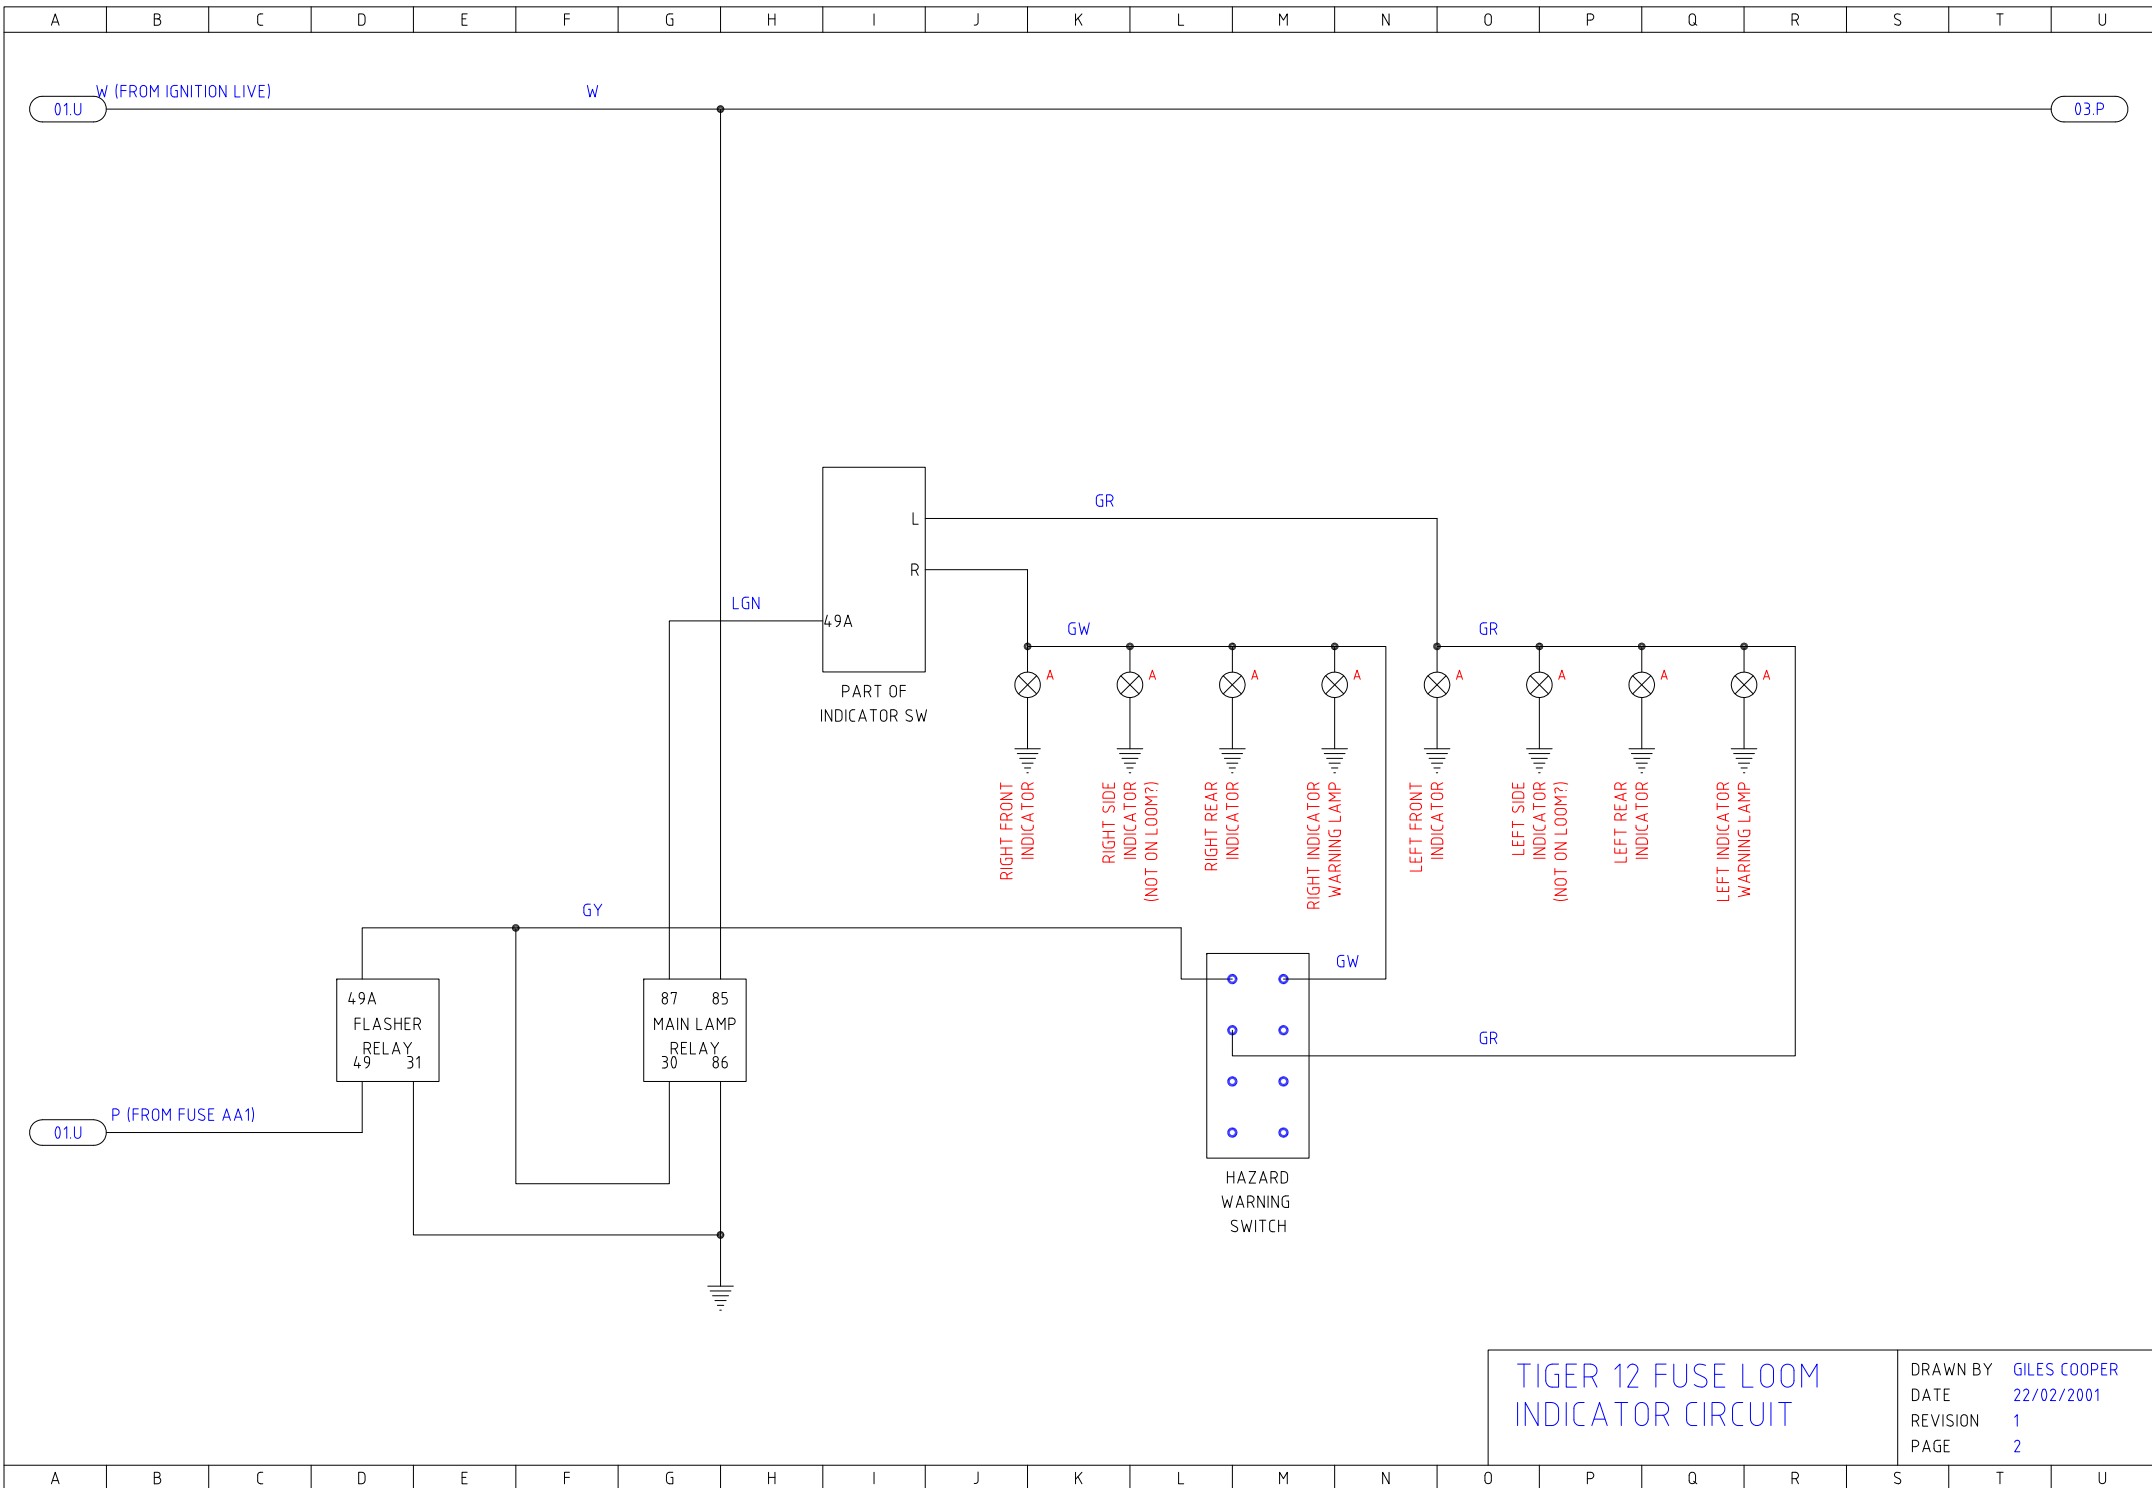 A B C D E F G H I J K L M N O P Q R S T U
W (FROM IGNITION LIVE)
W
01.U
03.P
GR
L
R
LGN
49A
GW
GR
A A A A A A A A
PART OF
INDICATOR SW
RIGHT FRONT
INDICATOR
RIGHT SIDE
INDICATOR
(NOT ON LOOM?)
RIGHT REAR
INDICATOR
RIGHT INDICATOR
WARNING LAMP
LEFT FRONT
INDICATOR
LEFT SIDE
INDICATOR
(NOT ON LOOM?)
LEFT REAR
INDICATOR
LEFT INDICATOR
WARNING LAMP
GY
GW
49A
FLASHER
RELAY
49 31
87 85
MAIN LAMP
RELAY
30 86
GR
P (FROM FUSE AA1)
01.U
HAZARD
WARNING
SWITCH
TIGER 12 FUSE LOOM
INDICATOR CIRCUIT
DRAWN BY GILES COOPER
DATE 22/02/2001
REVISION 1
PAGE 2
A B C D E F G H I J K L M N O P Q R S T U